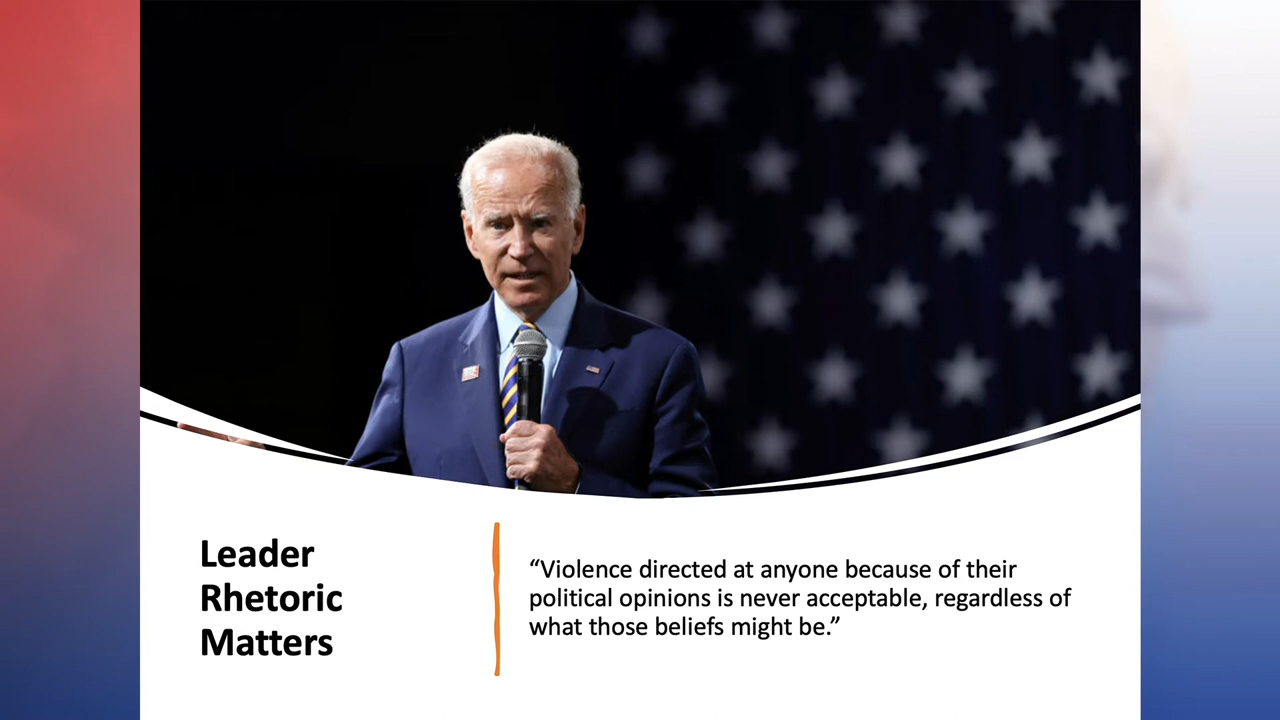 Leader
Rhetoric
Matters
“Violence directed at anyone because of their
political opinions is never acceptable, regardless of
what those beliefs might be.”